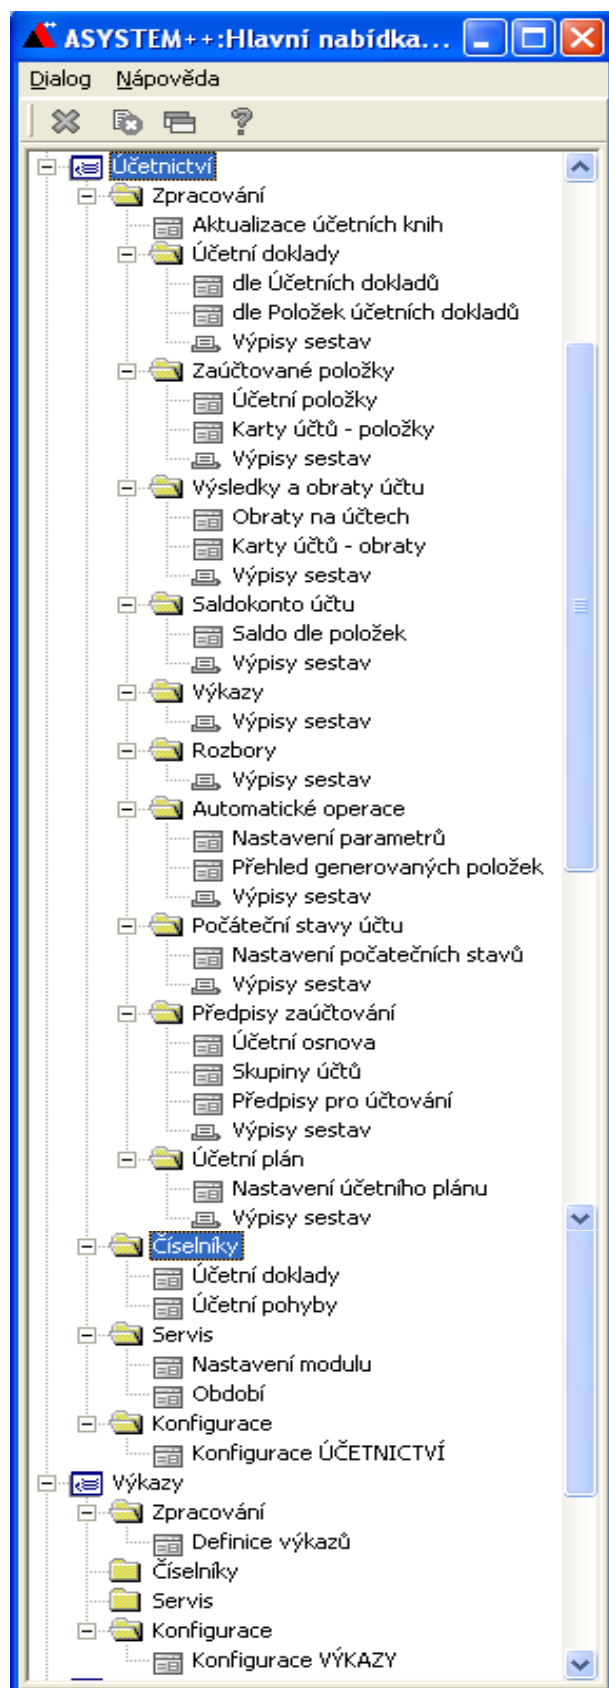 ASYSTEM++:Hlavní nabídka...
Dialog Nápověda
Účetnictví
Zpracování
Aktualizace účetních knih
Účetní doklady
dle Účetních dokladů
dle Položek účetních dokladů
Výpisy sestav
Zaúčtované položky
Účetní položky
Karty účtů - položky
Výpisy sestav
Výsledky a obraty účtu
Obraty na účtech
Karty účtů - obraty
Výpisy sestav
Saldokonto účtu
Saldo dle položek
Výpisy sestav
Výkazy
Výpisy sestav
Rozbory
Výpisy sestav
Automatické operace
Nastavení parametrů
Přehled generovaných položek
Výpisy sestav
Počáteční stavy účtu
Nastavení počatečních stavů
Výpisy sestav
Předpisy zaúčtování
Účetní osnova
Skupiny účtů
Předpisy pro účtování
Výpisy sestav
Účetní plán
Nastavení účetního plánu
Výpisy sestav
Číselníky
Účetní doklady
Účetní pohyby
Servis
Nastavení modulu
Období
Konfigurace
Konfigurace ÚČETNICTVÍ
Výkazy
Zpracování
Definice výkazů
Číselníky
Servis
Konfigurace
Konfigurace VÝKAZY